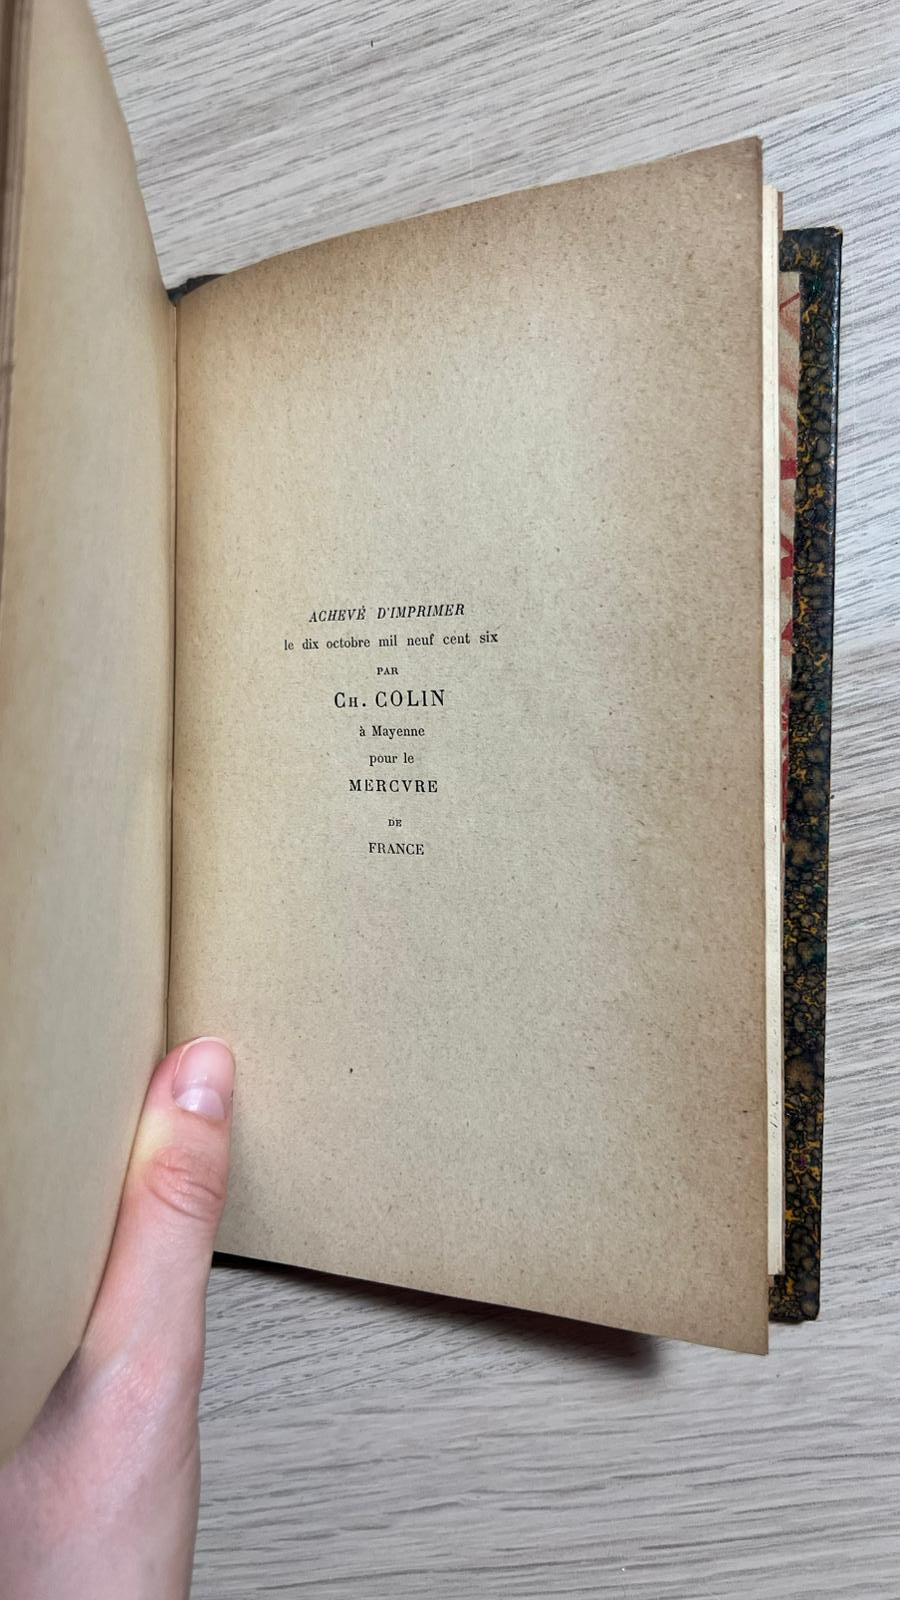 ACHEVÉ D'IMPRIMER
le dix octobre mil neuf cent six
PAR
CH. COLIN
à Mayenne
pour le
MERCVRE
DE
FRANCE